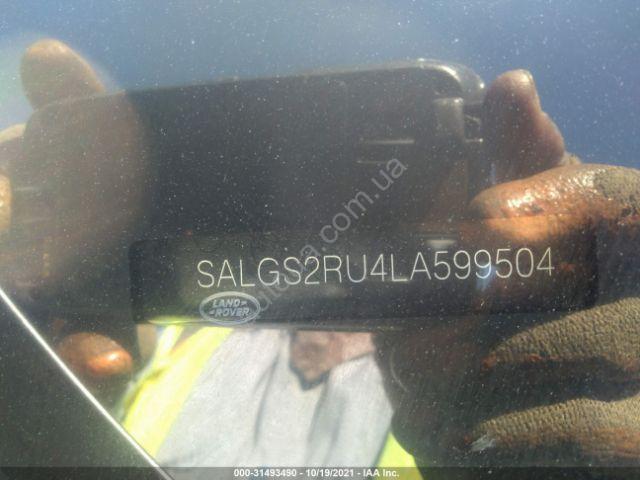 SALGS2RU4LA599504
LAND
ROVER
000-31493490 - 10/19/2021 - IAA Inc.